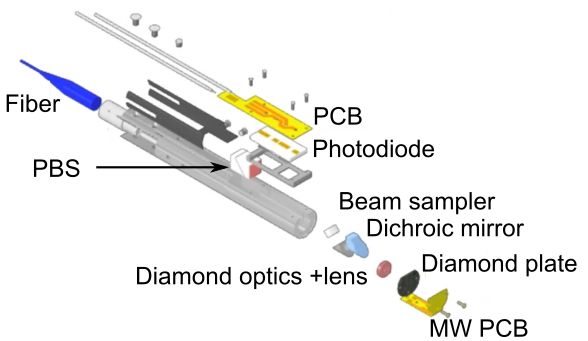 Fiber
PCB
Photodiode
PBS
Beam sampler
Dichroic mirror
Diamond plate
Diamond optics +lens
MW PCB